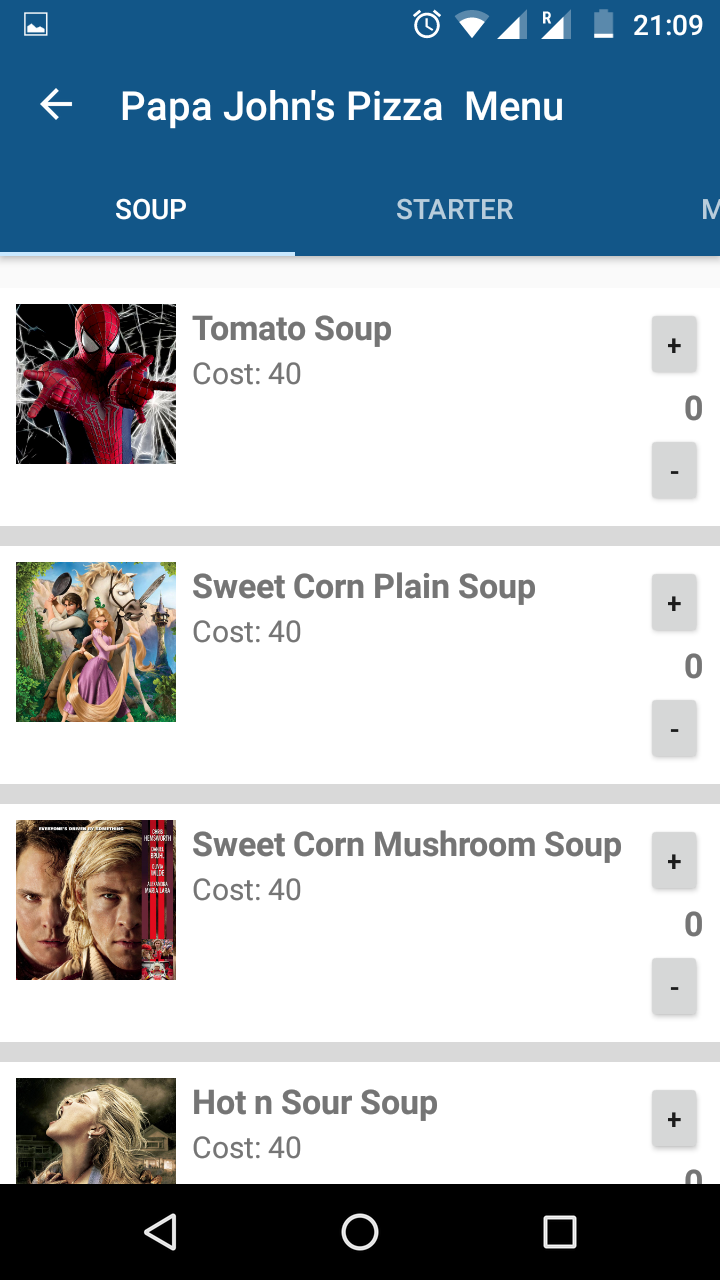 R 21:09
Papa John's Pizza  Menu
SOUP STARTER M
Tomato Soup
Cost: 40
+
0
-
Sweet Corn Plain Soup
Cost: 40
+
0
-
EVERYONE'S DRIVEN BY SOMETHING
CHRIS
HEMSWORTH
DANIEL
BRUHL
OLIVIA
WILDE
ALEXANDRA
MARIA LARA
Sweet Corn Mushroom Soup
Cost: 40
+
0
-
Hot n Sour Soup
Cost: 40
+
0